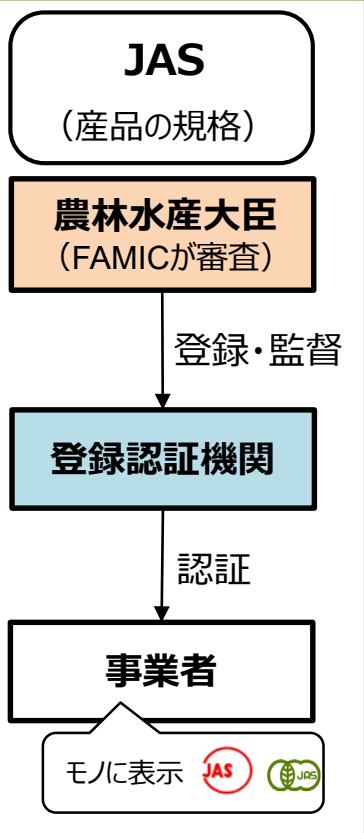 JAS
（産品の規格）
農林水産大臣
（FAMICが審査）
登録・監督
登録認証機関
認証
事業者
モノに表示 JAS JAS